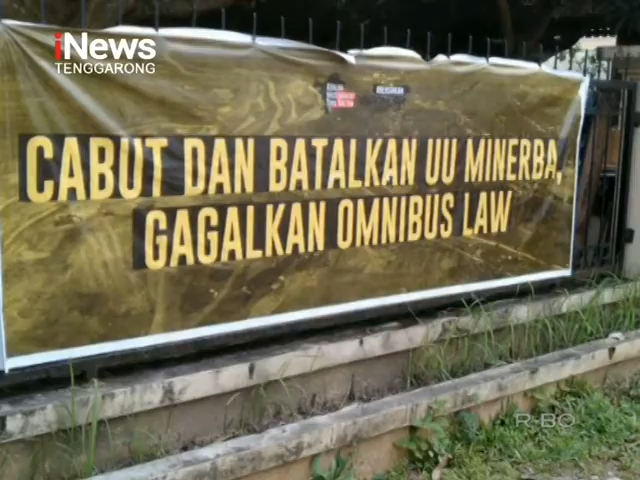 iNews
TENGGARONG
CABUT DAN BATALKAN UU MINERBA,
GAGALKAN OMNIBUS LAW
R-BO